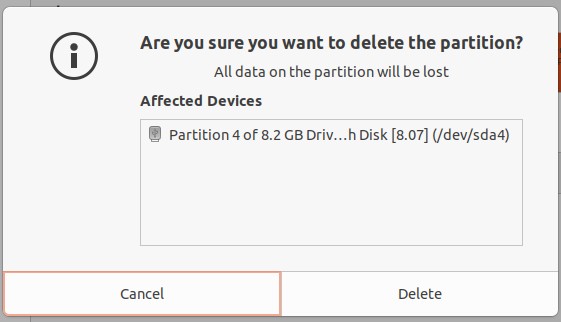 Are you sure you want to delete the partition?
All data on the partition will be lost
Affected Devices
Partition 4 of 8.2 GB Driv…h Disk [8.07] (/dev/sda4)
Cancel
Delete